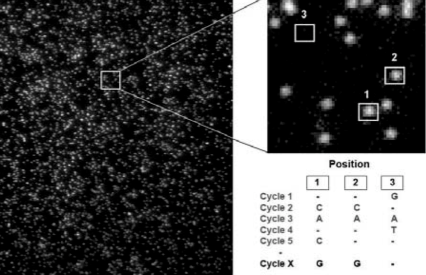 3
2
1
Position
1 2 3
Cycle 1 - - G
Cycle 2 C C -
Cycle 3 A A A
Cycle 4 - - T
Cycle 5 C - -
-
Cycle X G G -